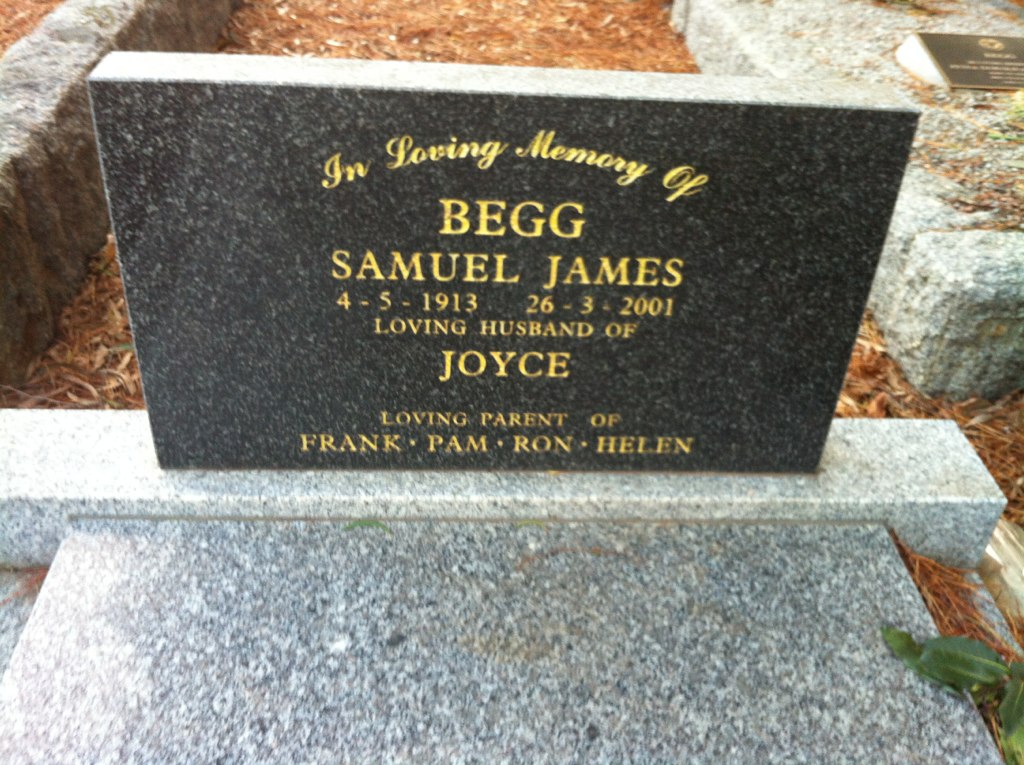 In Loving Memory Of
BEGG
SAMUEL JAMES
4 - 5 - 1913 26 - 3 - 2001
LOVING HUSBAND OF
JOYCE
LOVING PARENT OF
FRANK · PAM · RON · HELEN